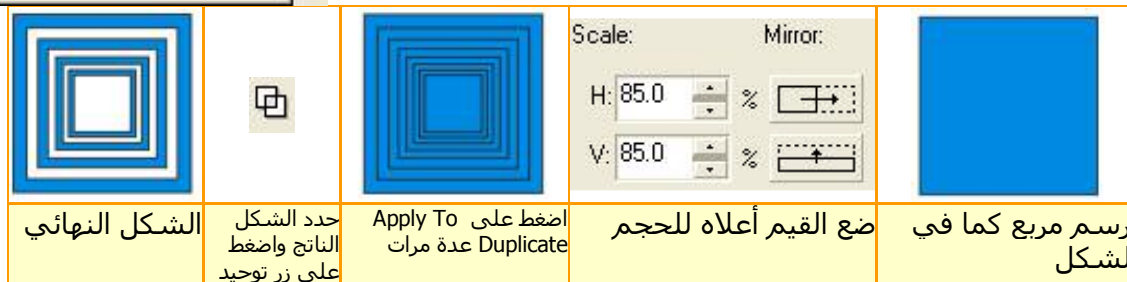 Scale: Mirror:
H: 85.0 %
V: 85.0 %
رسم مربع كما في
الشكل
ضع القيم أعلاه للحجم
اضغط على Apply To
Duplicate عدة مرات
حدد الشكل
الناتج واضغط
على زر توحيد
الشكل النهائي